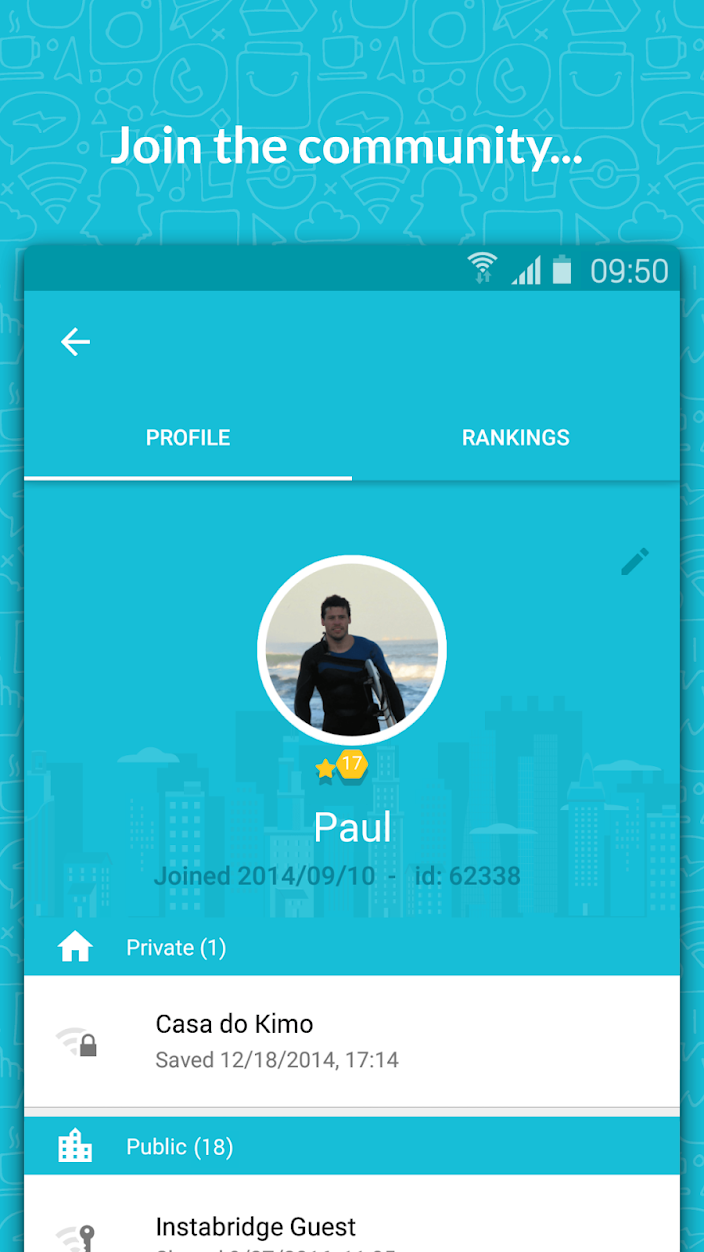 Join the community...
09:50
PROFILE RANKINGS
17
Paul
Joined 2014/09/10 - id: 62338
Private (1)
Casa do Kimo
Saved 12/18/2014, 17:14
Public (18)
Instabridge Guest